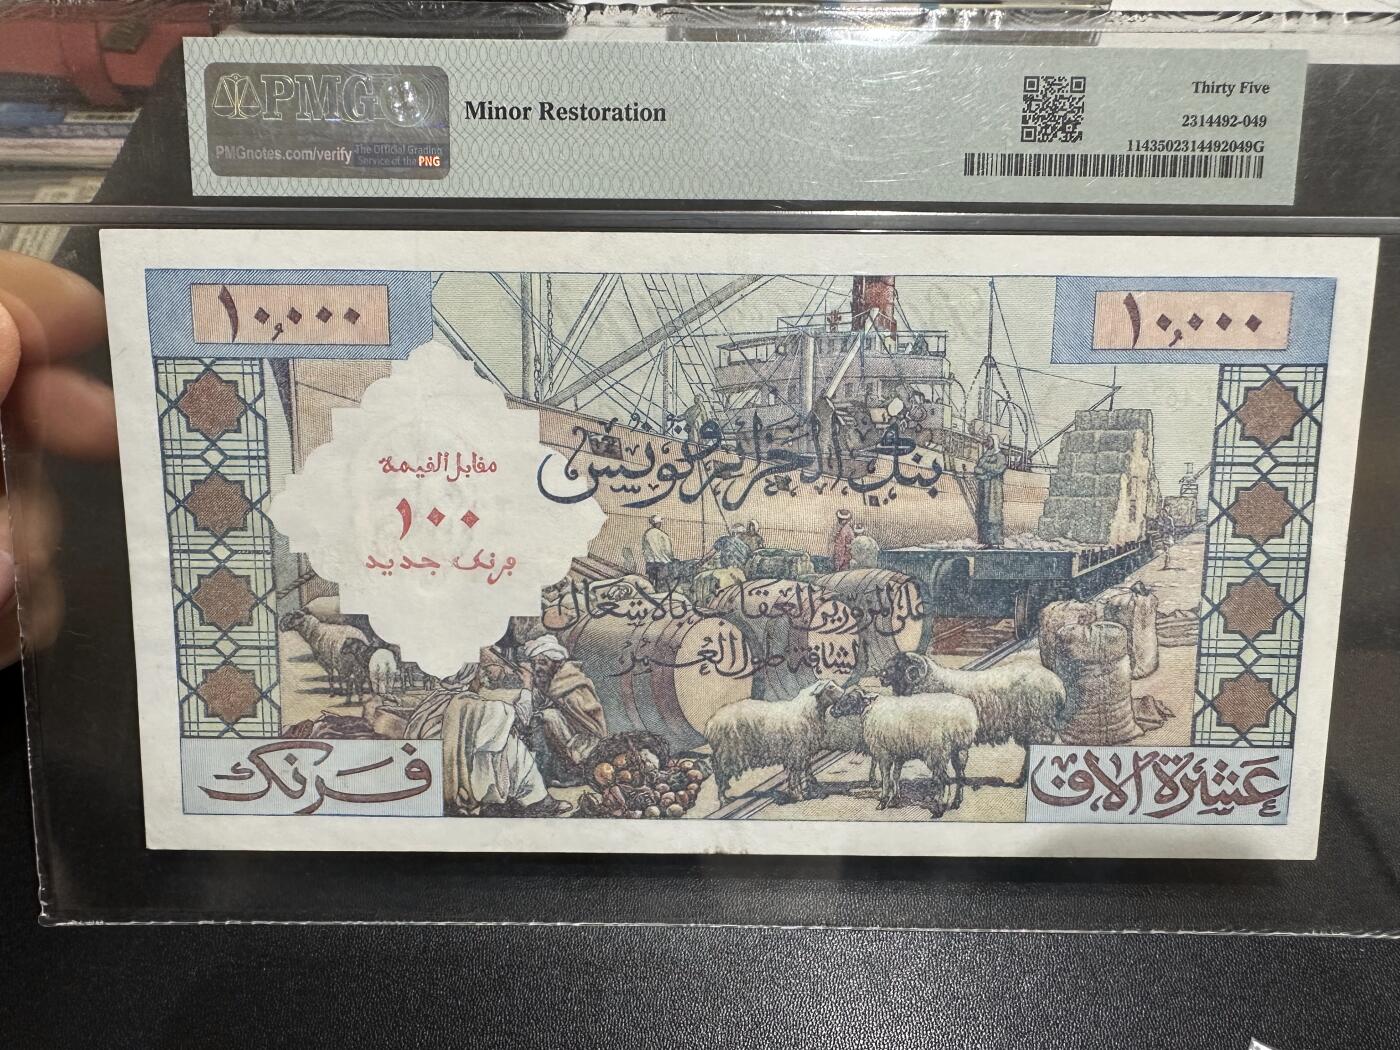 PMG
PMGnotes.com/verify
The Official Grading
Service of the PNG
Minor Restoration
Thirty Five
2314492-049
1143502314492049G
١٠,٠٠٠
١٠,٠٠٠
بنك الجزائر وتونس
مقابل القيمة
١٠٠
فرنك جديد
على المزورين العقاب بالاشغال
الشاقة طول العمر
فرنك
عشرة الاف